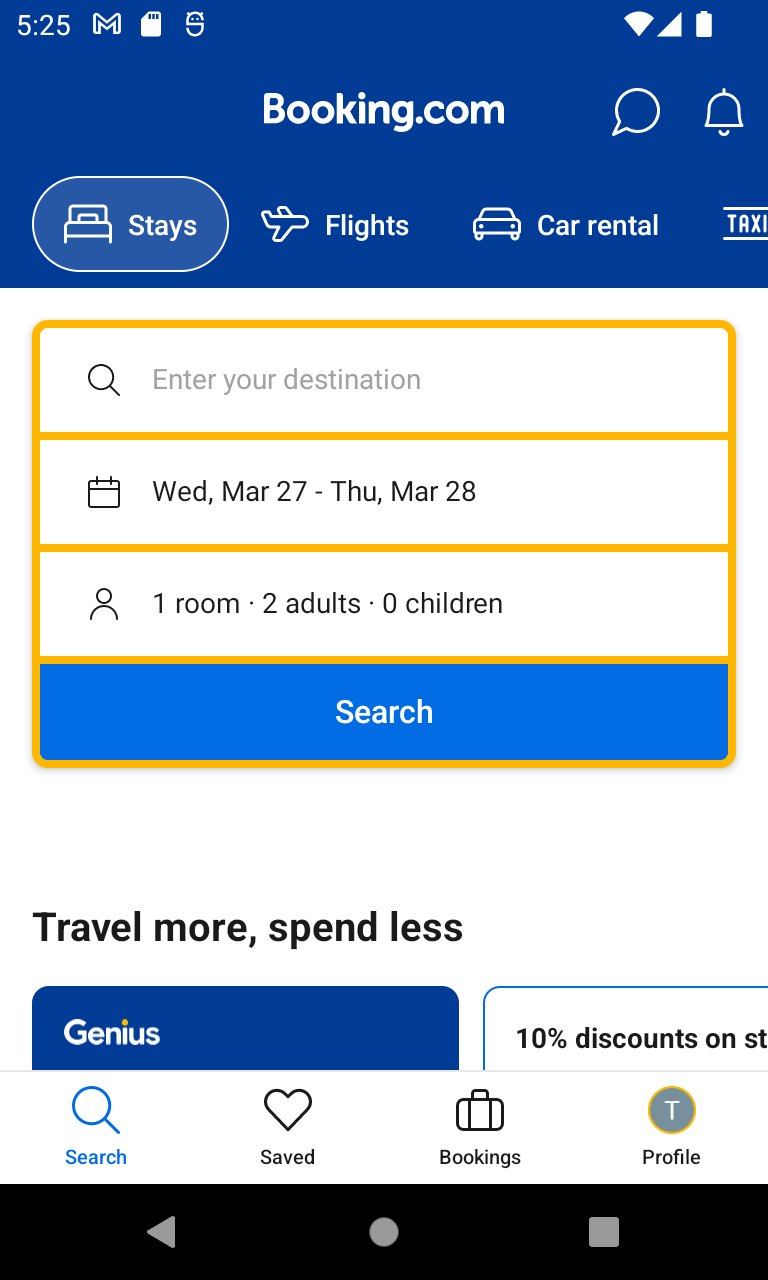 5:25
Booking.com
Stays
Flights
Car rental
TAXI
Enter your destination
Wed, Mar 27 - Thu, Mar 28
1 room · 2 adults · 0 children
Search
Travel more, spend less
Genius
10% discounts on st
Search
Saved
Bookings
T
Profile